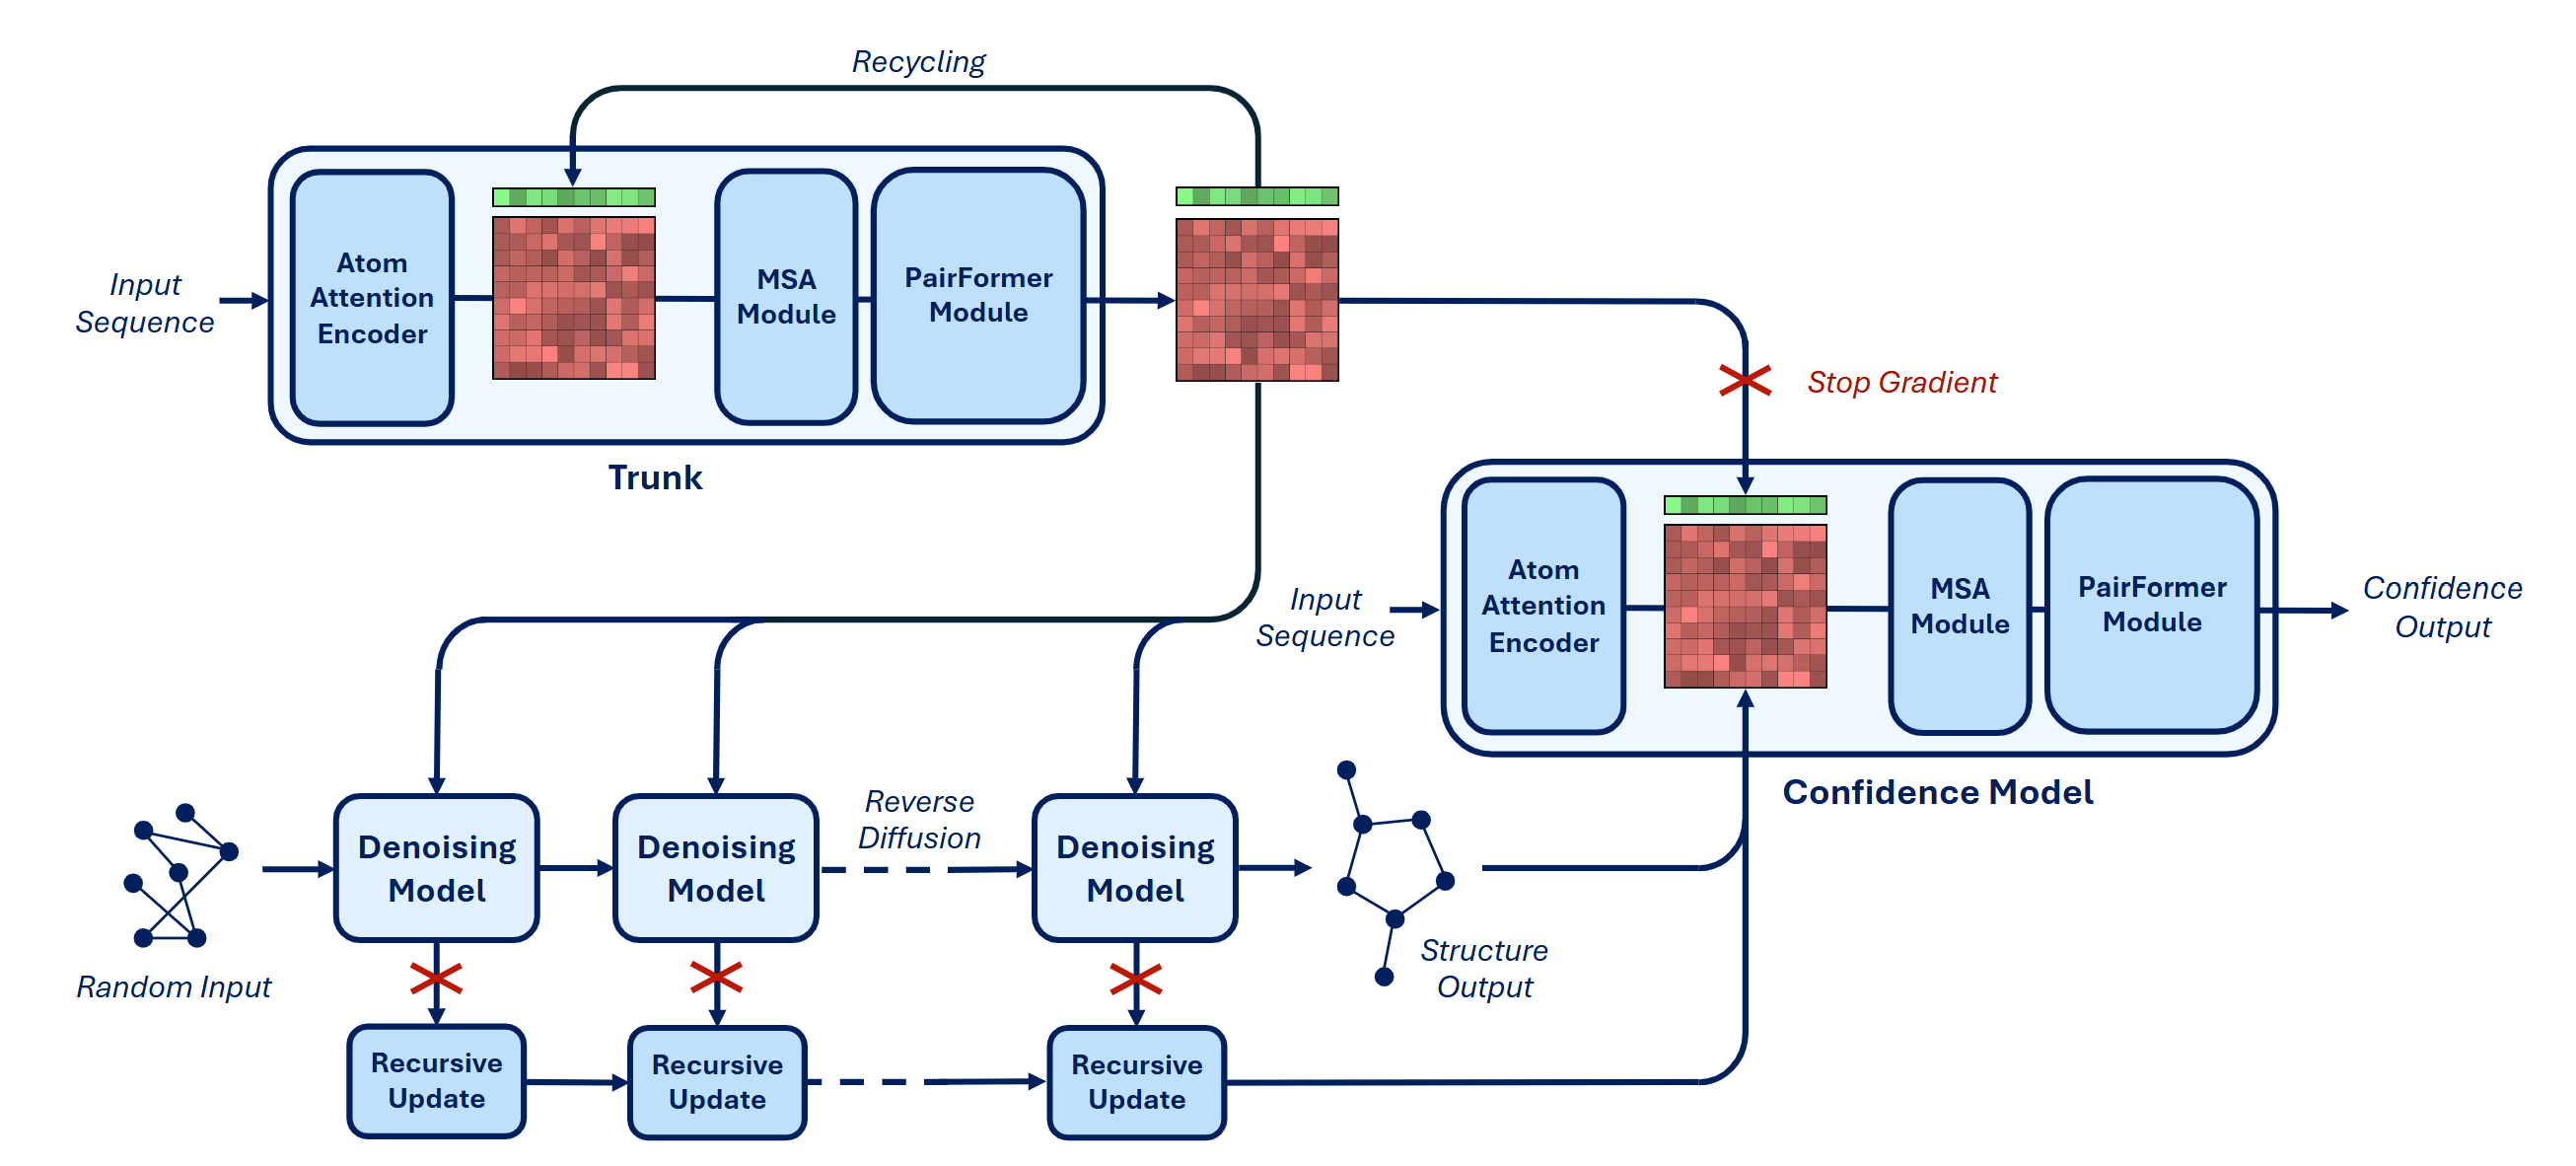 Recycling
Input
Sequence
Atom
Attention
Encoder
MSA
Module
PairFormer
Module
Trunk
Stop Gradient
Input
Sequence
Atom
Attention
Encoder
MSA
Module
PairFormer
Module
Confidence
Output
Confidence Model
Random Input
Denoising
Model
Denoising
Model
Reverse
Diffusion
Denoising
Model
Structure
Output
Recursive
Update
Recursive
Update
Recursive
Update